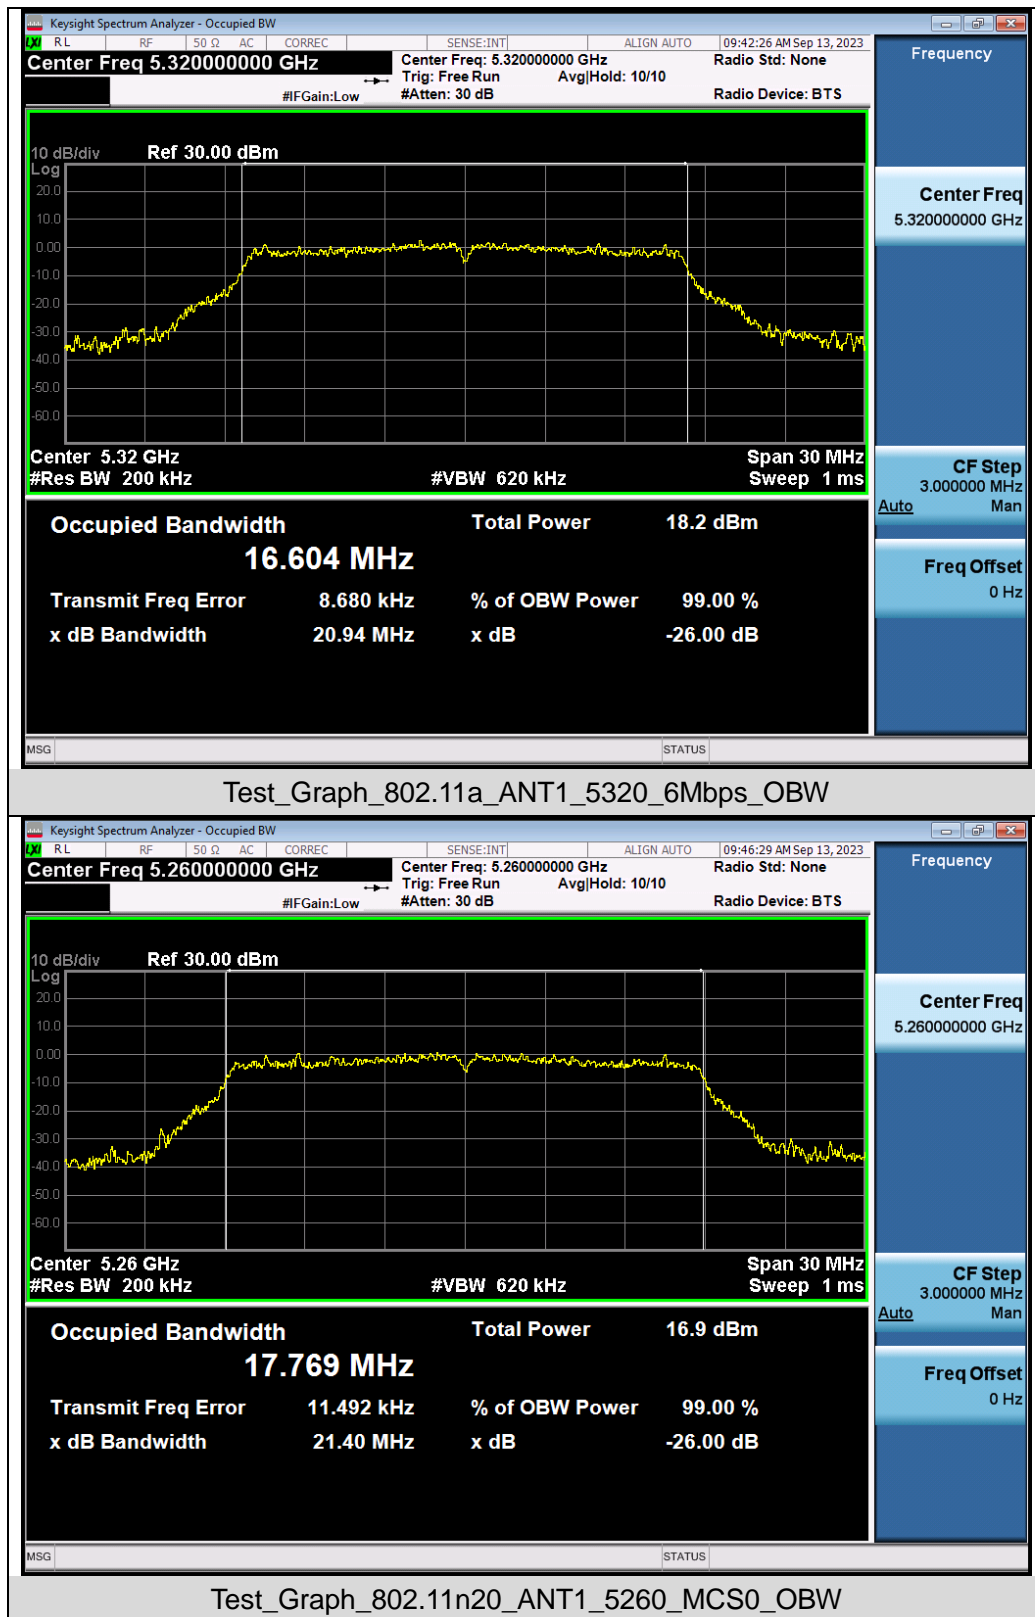 Keysight Spectrum Analyzer - Occupied BW
LXI RL RF 50 Ω AC CORREC SENSE:INT ALIGN AUTO 09:42:26 AM Sep 13, 2023
Center Freq 5.320000000 GHz Center Freq: 5.320000000 GHz Radio Std: None Frequency
Trig: Free Run Avg|Hold: 10/10
#IFGain:Low #Atten: 30 dB Radio Device: BTS
10 dB/div Ref 30.00 dBm
Log
20.0
10.0
0.00
-10.0
-20.0
-30.0
-40.0
-50.0
-60.0
Center Freq
5.320000000 GHz
Center 5.32 GHz Span 30 MHz
#Res BW 200 kHz #VBW 620 kHz Sweep 1 ms
CF Step
3.000000 MHz
Auto Man
Occupied Bandwidth Total Power 18.2 dBm
16.604 MHz
Freq Offset
0 Hz
Transmit Freq Error 8.680 kHz % of OBW Power 99.00 %
x dB Bandwidth 20.94 MHz x dB -26.00 dB
MSG STATUS
Test_Graph_802.11a_ANT1_5320_6Mbps_OBW
Keysight Spectrum Analyzer - Occupied BW
LXI RL RF 50 Ω AC CORREC SENSE:INT ALIGN AUTO 09:46:29 AM Sep 13, 2023
Center Freq 5.260000000 GHz Center Freq: 5.260000000 GHz Radio Std: None Frequency
Trig: Free Run Avg|Hold: 10/10
#IFGain:Low #Atten: 30 dB Radio Device: BTS
10 dB/div Ref 30.00 dBm
Log
20.0
10.0
0.00
-10.0
-20.0
-30.0
-40.0
-50.0
-60.0
Center Freq
5.260000000 GHz
Center 5.26 GHz Span 30 MHz
#Res BW 200 kHz #VBW 620 kHz Sweep 1 ms
CF Step
3.000000 MHz
Auto Man
Occupied Bandwidth Total Power 16.9 dBm
17.769 MHz
Freq Offset
0 Hz
Transmit Freq Error 11.492 kHz % of OBW Power 99.00 %
x dB Bandwidth 21.40 MHz x dB -26.00 dB
MSG STATUS
Test_Graph_802.11n20_ANT1_5260_MCS0_OBW